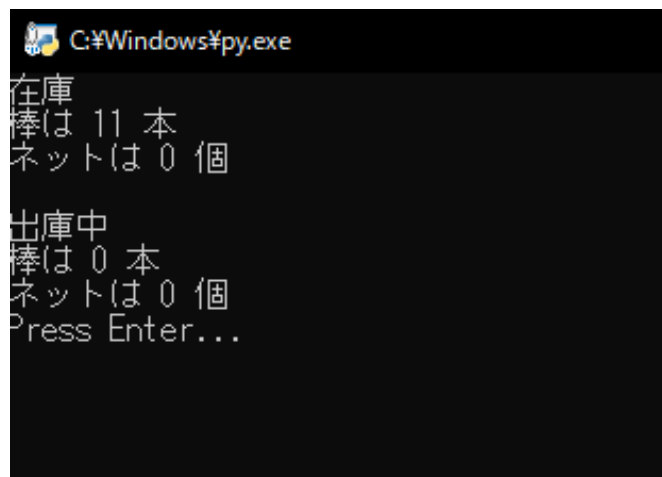 C:¥Windows¥py.exe
在庫
棒は 11 本
ネットは 0 個
出庫中
棒は 0 本
ネットは 0 個
Press Enter...